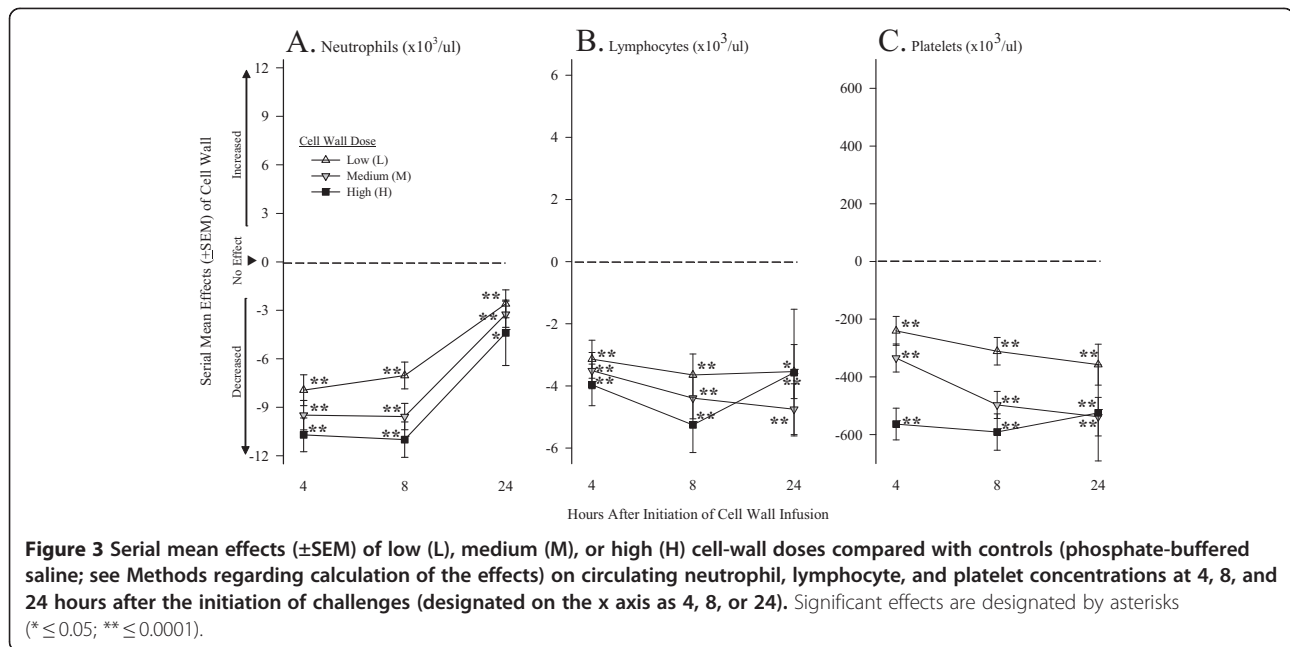 A. Neutrophils (x10³/ul)
B. Lymphocytes (x10³/ul)
C. Platelets (x10³/ul)
Serial Mean Effects (±SEM) of Cell Wall
Increased
No Effect
Decreased
12
9
6
3
0
-3
-6
-9
-12
Cell Wall Dose
Low (L)
Medium (M)
High (H)
** ** **
** ** **
** ** *
4 8 24
6
4
2
0
-2
-4
-6
** ** *
** ** **
** ** **
4 8 24
600
400
200
0
-200
-400
-600
** **
** ** **
** ** **
4 8 24
Hours After Initiation of Cell Wall Infusion
Figure 3 Serial mean effects (±SEM) of low (L), medium (M), or high (H) cell-wall doses compared with controls (phosphate-buffered
saline; see Methods regarding calculation of the effects) on circulating neutrophil, lymphocyte, and platelet concentrations at 4, 8, and
24 hours after the initiation of challenges (designated on the x axis as 4, 8, or 24). Significant effects are designated by asterisks
(* ≤ 0.05; ** ≤ 0.0001).